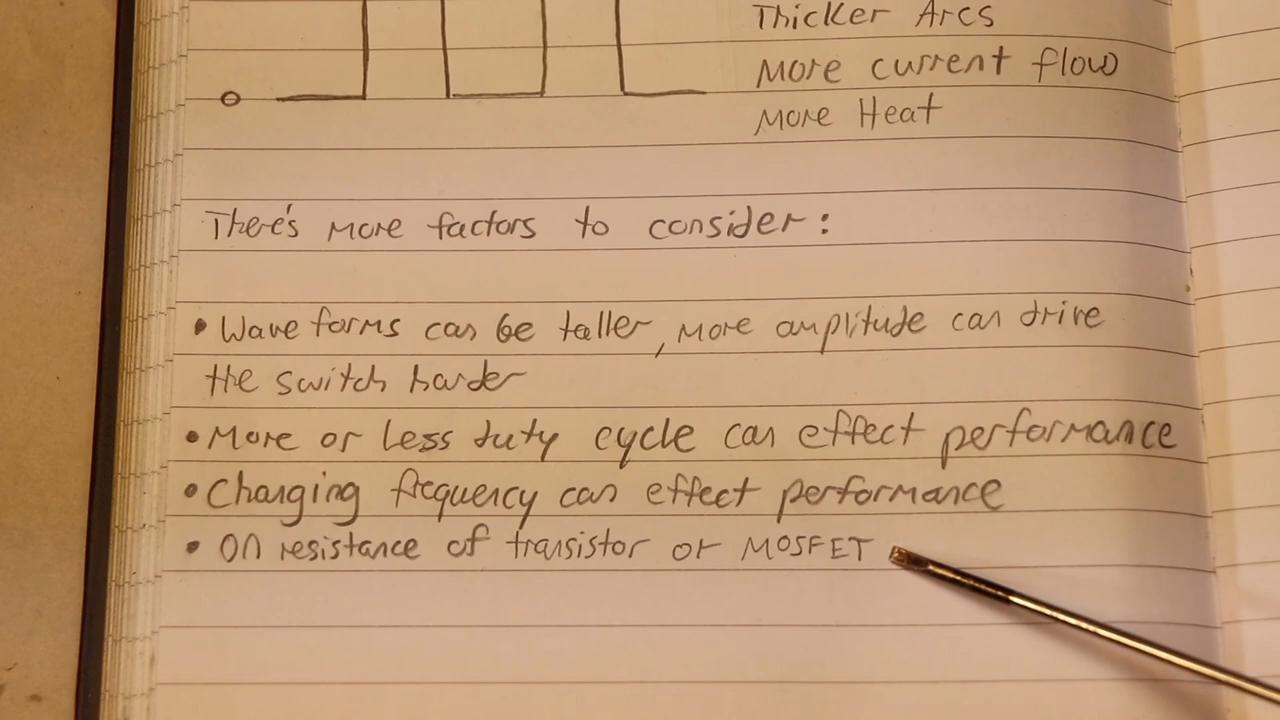 Thicker Arcs
More current flow
More Heat
o
There's more factors to consider:
• Wave forms can be taller, more amplitude can drive
the switch harder
• More or less duty cycle can effect performance
• Changing frequency can effect performance
• On resistance of transistor or MOSFET